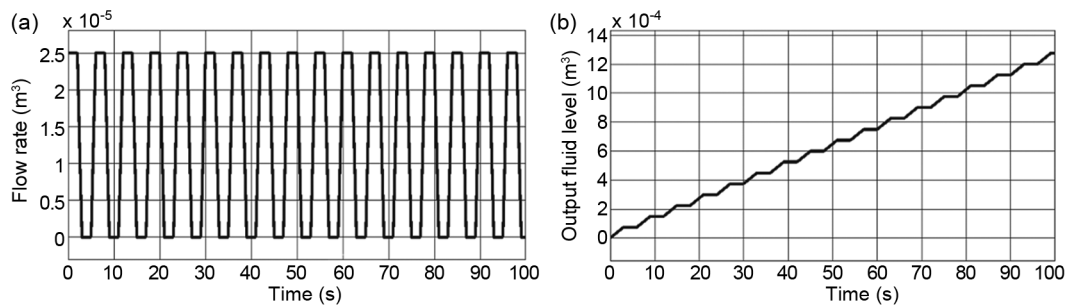 (a)
x 10⁻⁵
Flow rate (m³)
2.5
2
1.5
1
0.5
0
0 10 20 30 40 50 60 70 80 90 100
Time (s)
(b)
x 10⁻⁴
Output fluid level (m³)
14
12
10
8
6
4
2
0
0 10 20 30 40 50 60 70 80 90 100
Time (s)